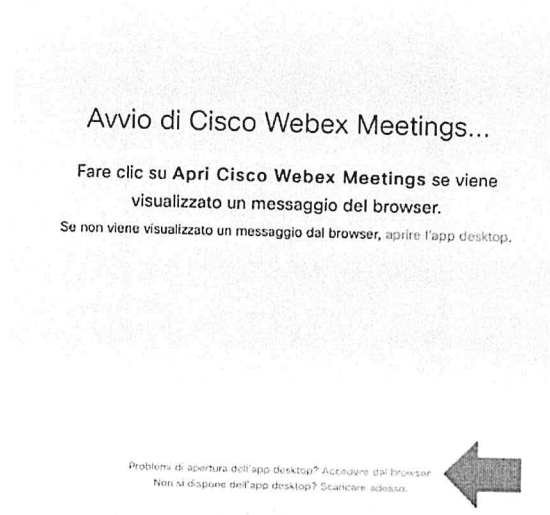 Avvio di Cisco Webex Meetings...
Fare clic su Apri Cisco Webex Meetings se viene
visualizzato un messaggio del browser.
Se non viene visualizzato un messaggio dal browser, aprire l'app desktop.
Problemi di apertura dell'app desktop? Accedere dal browser.
Non si dispone dell'app desktop? Scaricare adesso.